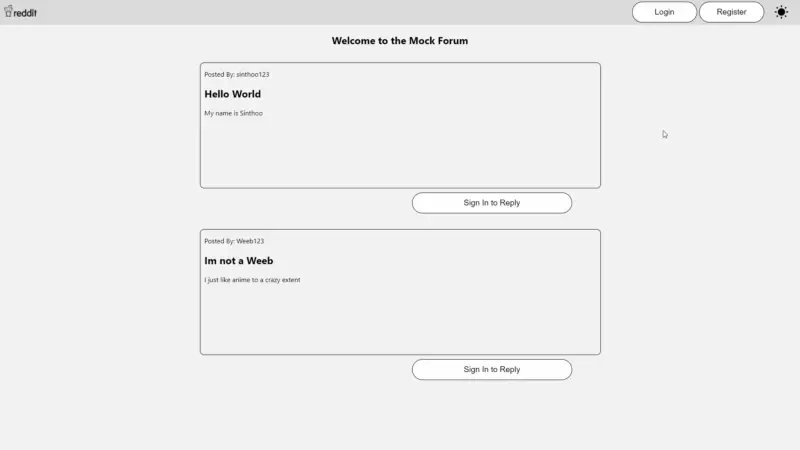 reddit
Login
Register
Welcome to the Mock Forum
Posted By: sinthoo123
Hello World
My name is Sinthoo
Sign In to Reply
Posted By: Weeb123
Im not a Weeb
I just like anime to a crazy extent
Sign In to Reply